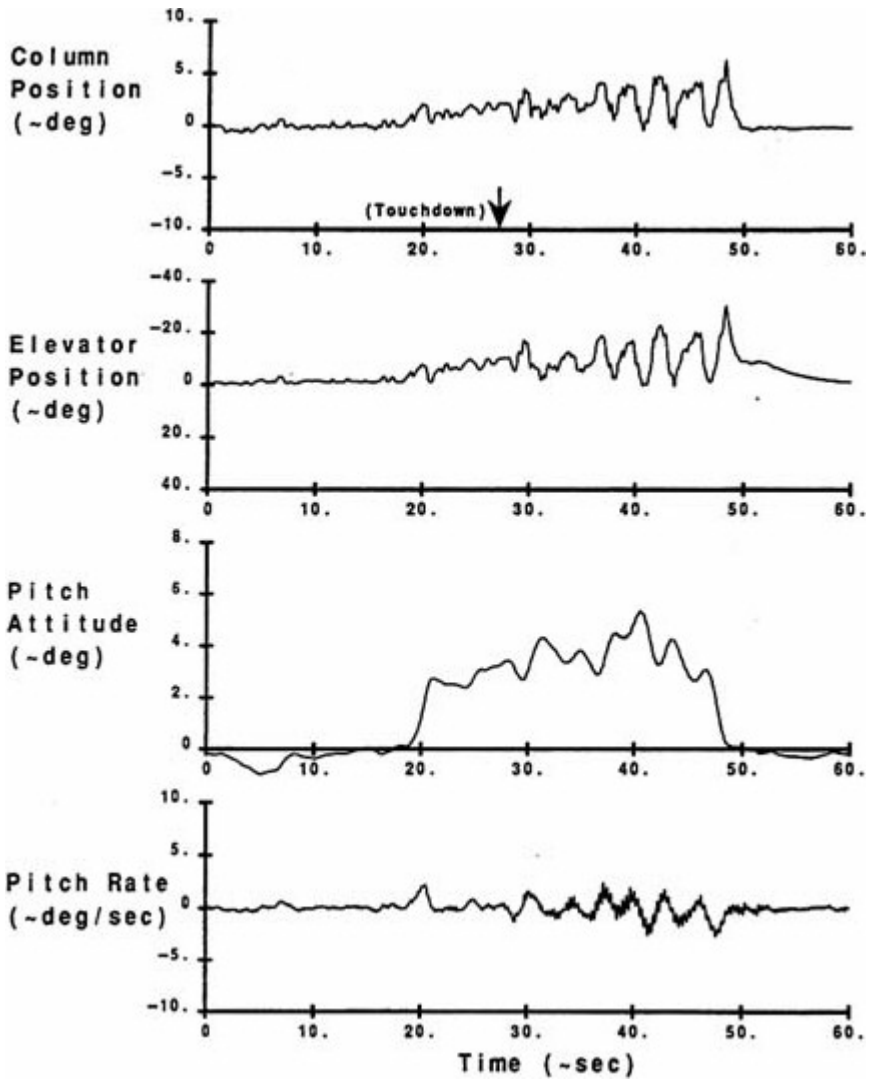 10.
Column
Position
(~deg)
5.
0
-5.
(Touchdown)
-10.
0 10. 20. 30. 40. 50. 60.
-40.
-20.
Elevator
Position
(~deg)
0
20.
40.
0 10. 20. 30. 40. 50. 60.
8.
Pitch
Attitude
(~deg)
6.
4.
2.
0
0 10. 20. 30. 40. 50. 60.
10.
5.
Pitch Rate
(~deg/sec)
0
-5.
-10.
0 10. 20. 30. 40. 50. 60.
Time (~sec)